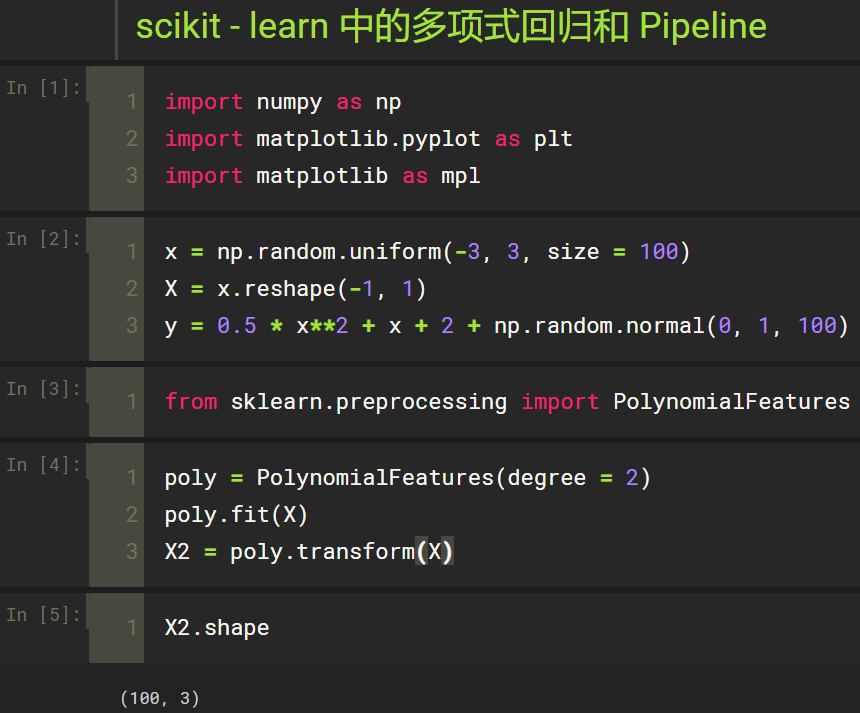 scikit - learn 中的多项式回归和 Pipeline
In [1]:
1 import numpy as np
2 import matplotlib.pyplot as plt
3 import matplotlib as mpl
In [2]:
1 x = np.random.uniform(-3, 3, size = 100)
2 X = x.reshape(-1, 1)
3 y = 0.5 * x**2 + x + 2 + np.random.normal(0, 1, 100)
In [3]:
1 from sklearn.preprocessing import PolynomialFeatures
In [4]:
1 poly = PolynomialFeatures(degree = 2)
2 poly.fit(X)
3 X2 = poly.transform(X)
In [5]:
1 X2.shape
(100, 3)